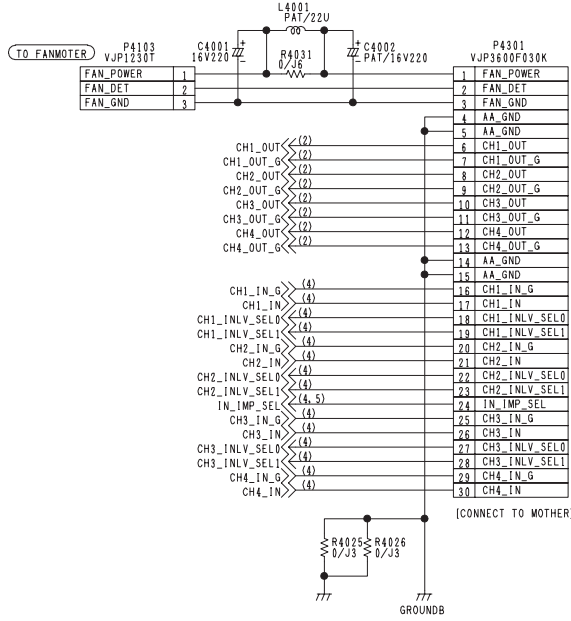 L4001
PAT/22U
TO FANMOTER
P4103
VJP1230T
C4001
16V220
+
-
R4031
0/J6
+
-
C4002
PAT/16V220
P4301
VJP3600F030K
FAN_POWER 1
FAN_DET 2
FAN_GND 3
1 FAN_POWER
2 FAN_DET
3 FAN_GND
4 AA_GND
5 AA_GND
CH1_OUT (2) 6 CH1_OUT
CH1_OUT_G (2) 7 CH1_OUT_G
CH2_OUT (2) 8 CH2_OUT
CH2_OUT_G (2) 9 CH2_OUT_G
CH3_OUT (2) 10 CH3_OUT
CH3_OUT_G (2) 11 CH3_OUT_G
CH4_OUT (2) 12 CH4_OUT
CH4_OUT_G (2) 13 CH4_OUT_G
14 AA_GND
15 AA_GND
CH1_IN_G (4) 16 CH1_IN_G
CH1_IN (4) 17 CH1_IN
CH1_INLV_SEL0 (4) 18 CH1_INLV_SEL0
CH1_INLV_SEL1 (4) 19 CH1_INLV_SEL1
CH2_IN_G (4) 20 CH2_IN_G
CH2_IN (4) 21 CH2_IN
CH2_INLV_SEL0 (4) 22 CH2_INLV_SEL0
CH2_INLV_SEL1 (4) 23 CH2_INLV_SEL1
IN_IMP_SEL (4,5) 24 IN_IMP_SEL
CH3_IN_G (4) 25 CH3_IN_G
CH3_IN (4) 26 CH3_IN
CH3_INLV_SEL0 (4) 27 CH3_INLV_SEL0
CH3_INLV_SEL1 (4) 28 CH3_INLV_SEL1
CH4_IN_G (4) 29 CH4_IN_G
CH4_IN (4) 30 CH4_IN
[CONNECT TO MOTHER]
R4025
0/J3
R4026
0/J3
GROUNDB